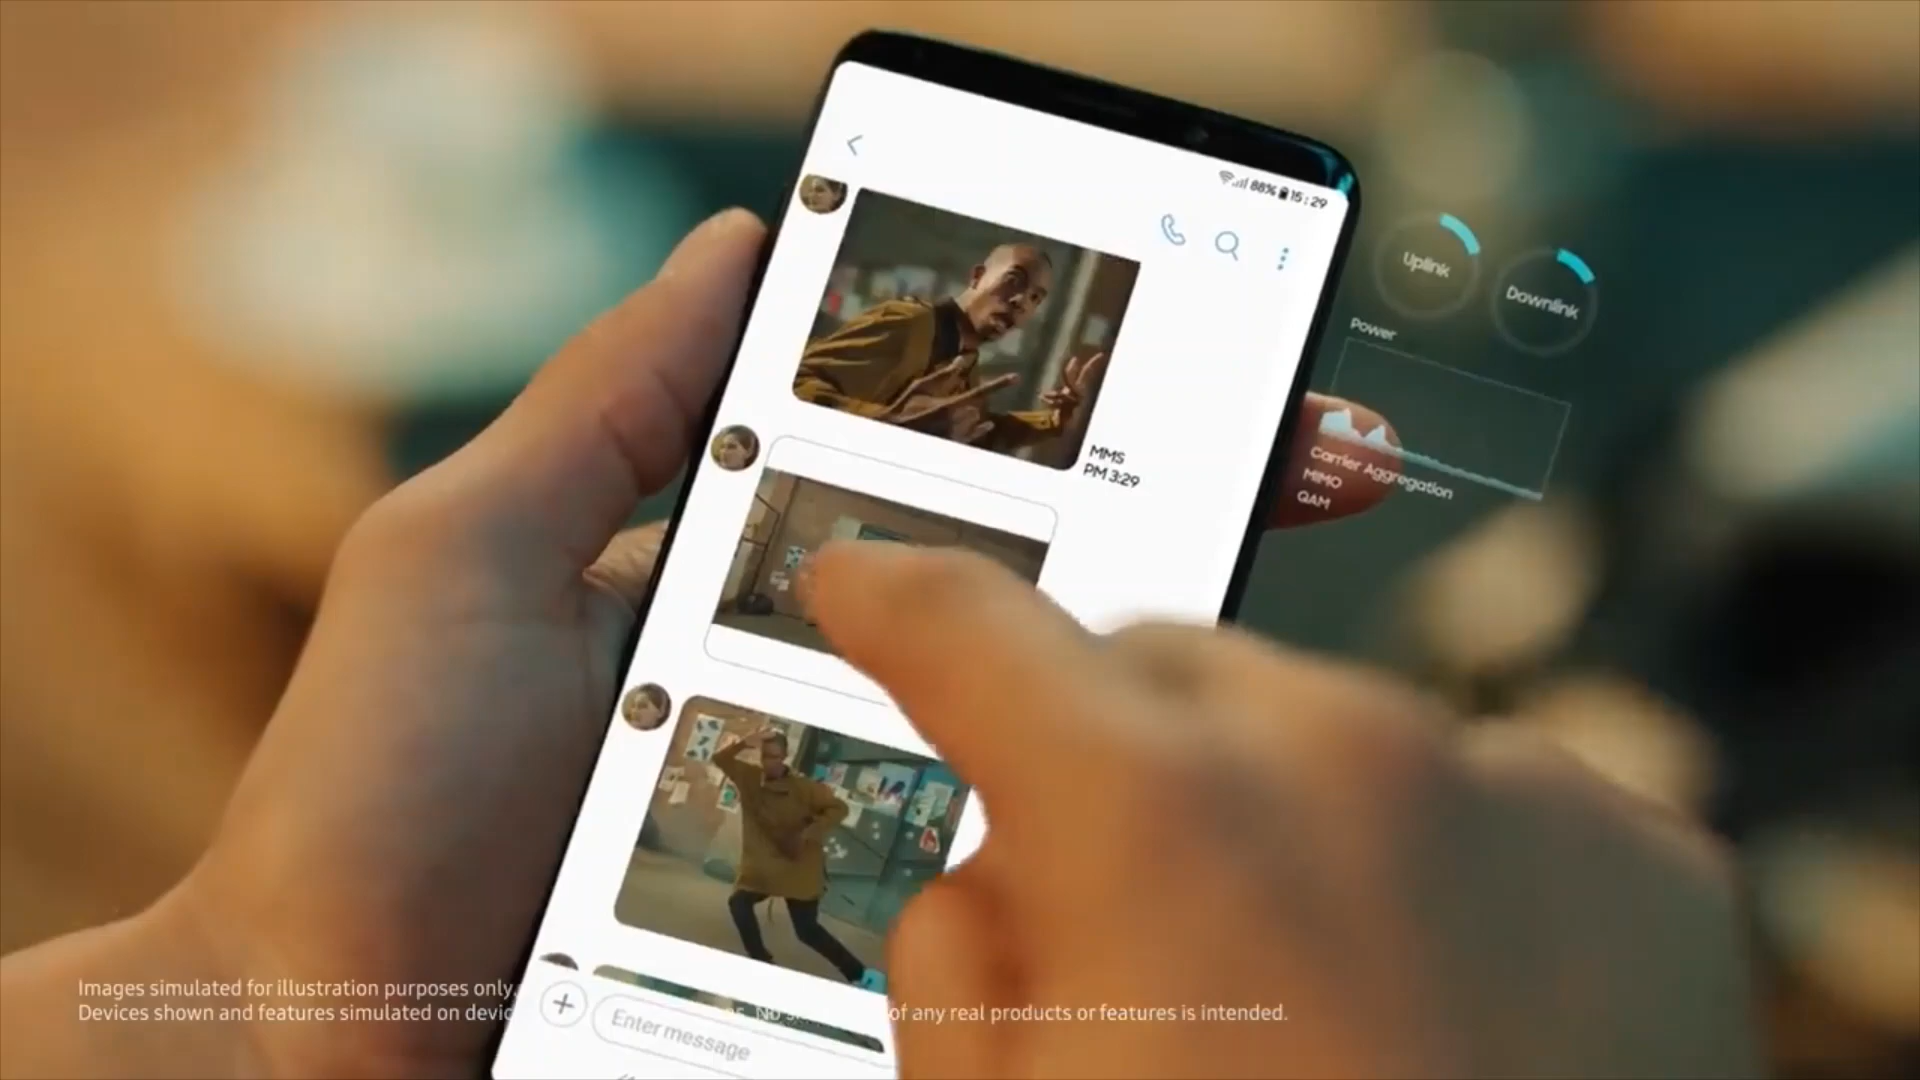 88% 15:29
Uplink
Downlink
Power
MMS
PM 3:29
Carrier Aggregation
MIMO
QAM
Enter message
Images simulated for illustration purposes only.
Devices shown and features simulated on of any real products or features is intended.